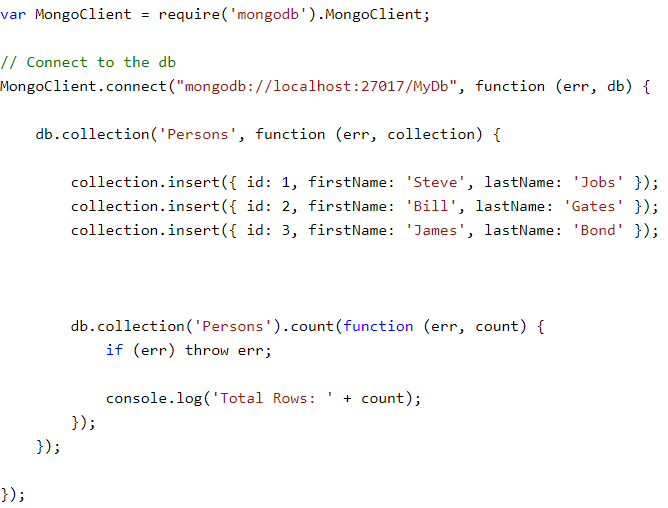 var MongoClient = require('mongodb').MongoClient;
// Connect to the db
MongoClient.connect("mongodb://localhost:27017/MyDb", function (err, db) {
db.collection('Persons', function (err, collection) {
collection.insert({ id: 1, firstName: 'Steve', lastName: 'Jobs' });
collection.insert({ id: 2, firstName: 'Bill', lastName: 'Gates' });
collection.insert({ id: 3, firstName: 'James', lastName: 'Bond' });
db.collection('Persons').count(function (err, count) {
if (err) throw err;
console.log('Total Rows: ' + count);
});
});
});